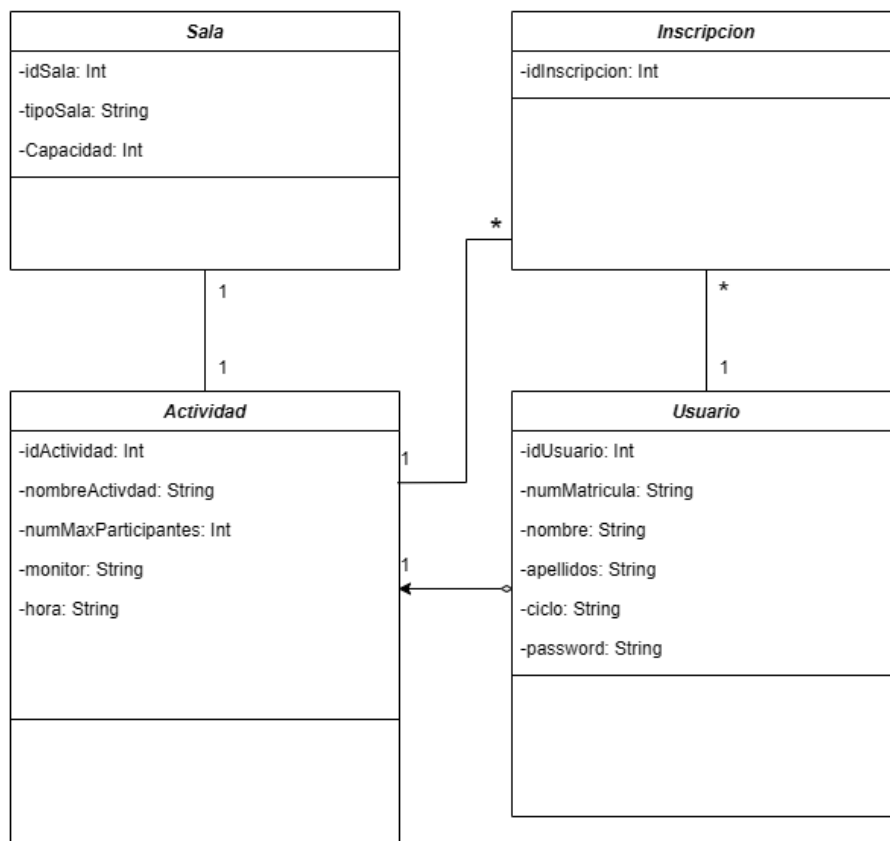 Sala
-idSala: Int
-tipoSala: String
-Capacidad: Int
1
1
Inscripcion
-idInscripcion: Int
*
*
1
Actividad
-idActividad: Int
-nombreActivdad: String
-numMaxParticipantes: Int
-monitor: String
-hora: String
1
1
Usuario
-idUsuario: Int
-numMatricula: String
-nombre: String
-apellidos: String
-ciclo: String
-password: String